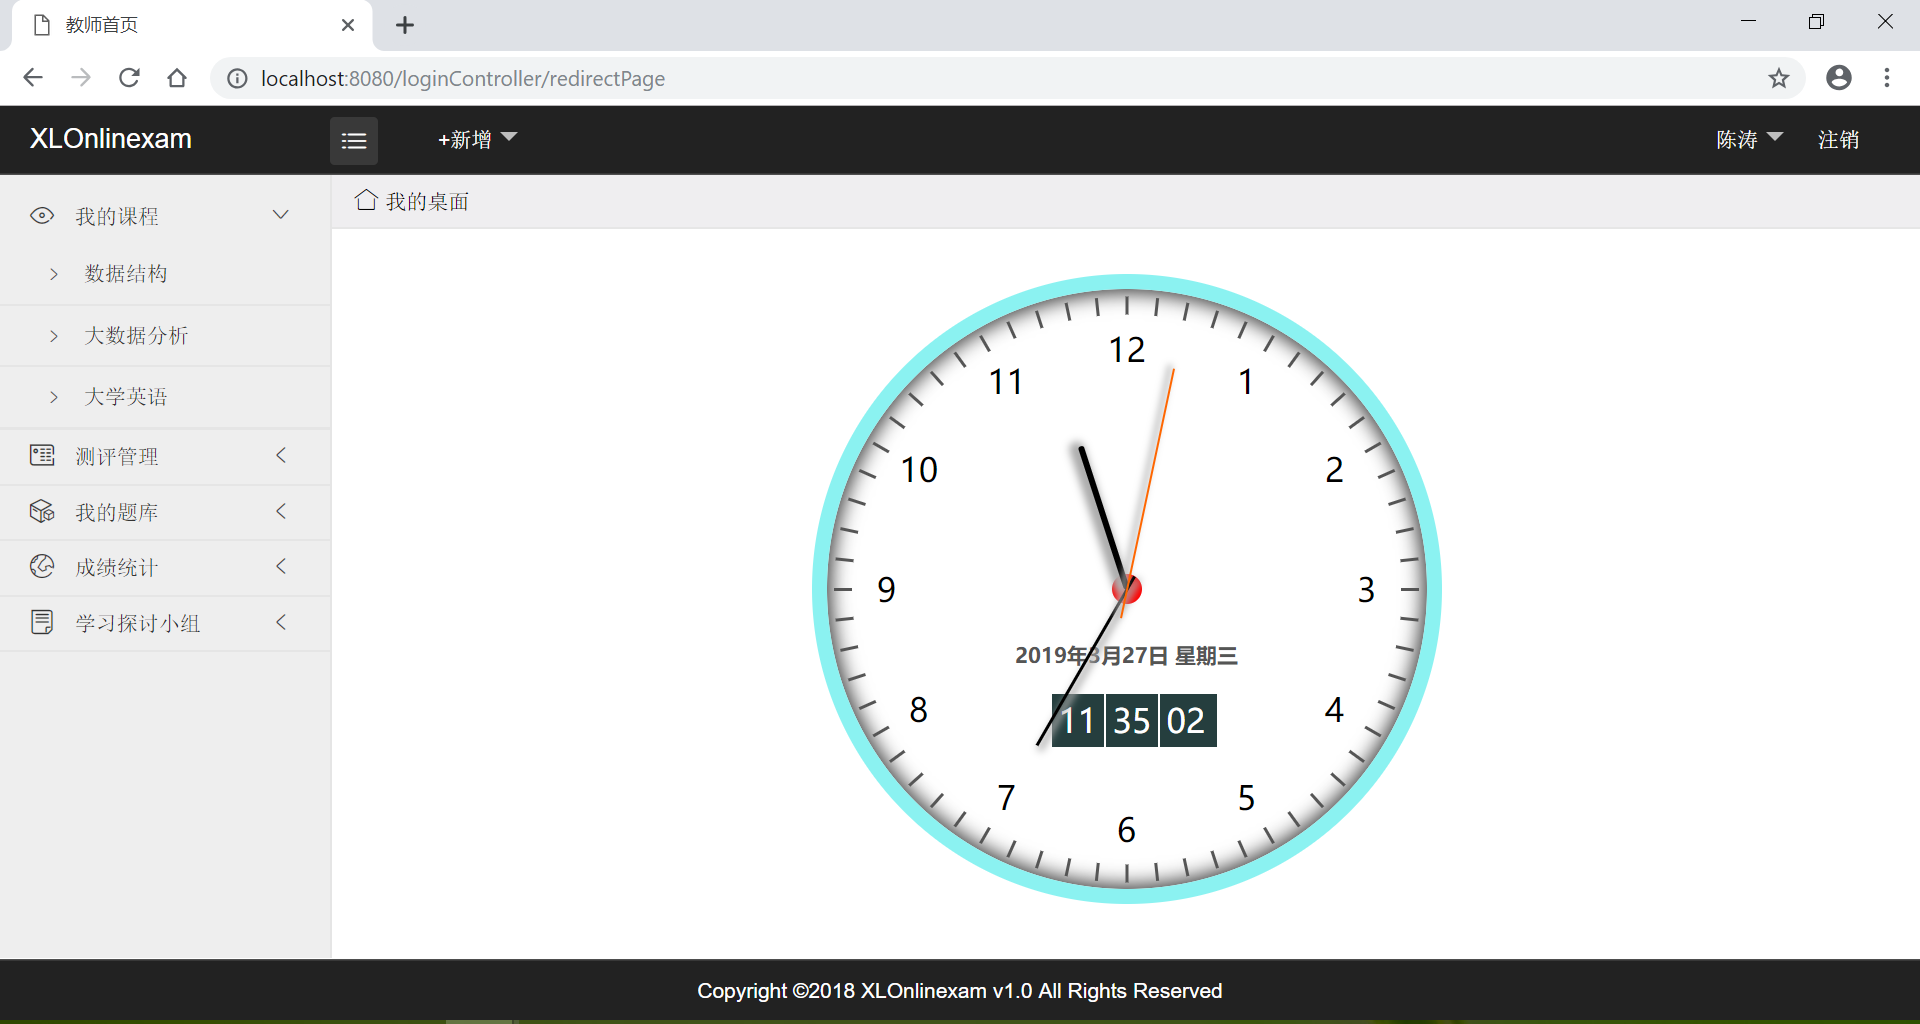 教师首页
localhost:8080/loginController/redirectPage
XLOnlinexam
+新增
陈涛
注销
我的课程
数据结构
大数据分析
大学英语
测评管理
我的题库
成绩统计
学习探讨小组
我的桌面
12
1
2
3
4
5
6
7
8
9
10
11
2019年3月27日 星期三
11 35 02
Copyright ©2018 XLOnlinexam v1.0 All Rights Reserved